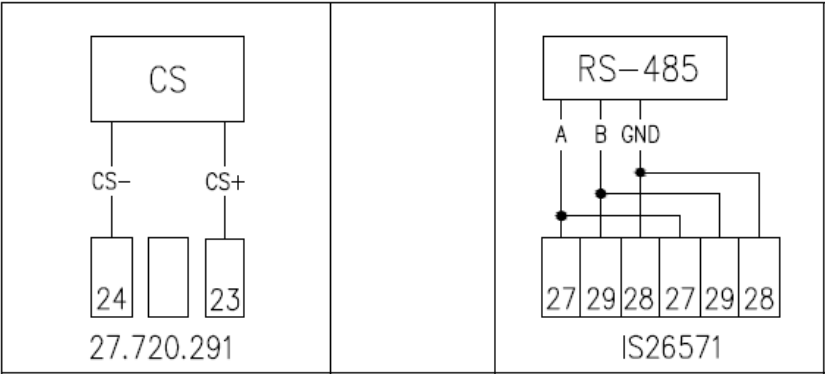 CS
CS- CS+
24 23
27.720.291
RS-485
A B GND
27 29 28 27 29 28
IS26571